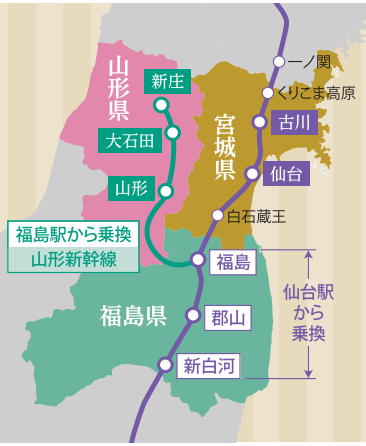 一ノ関
新庄
山形県
くりこま高原
古川
大石田
宮城県
仙台
山形
白石蔵王
福島駅から乗換
山形新幹線
福島
仙台駅
から
乗換
福島県
郡山
新白河